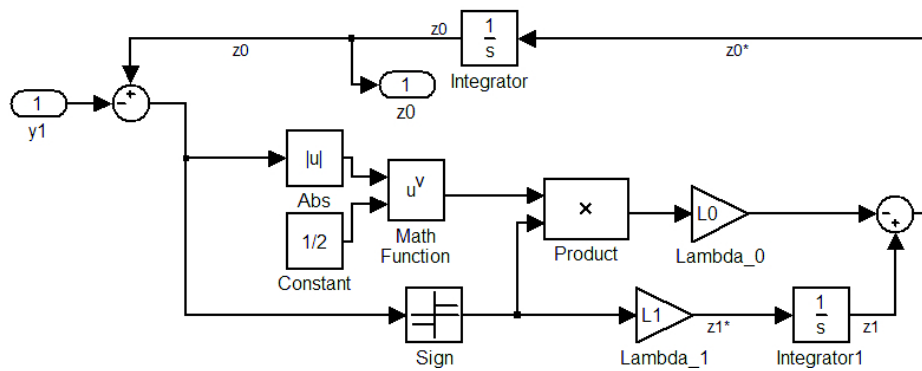 z0
z0
1
s
Integrator
z0*
1
z0
1
y1
-
+
|u|
Abs
1/2
Constant
u^v
Math
Function
×
Product
L0
Lambda_0
-
+
Sign
L1
Lambda_1
z1*
1
s
Integrator1
z1